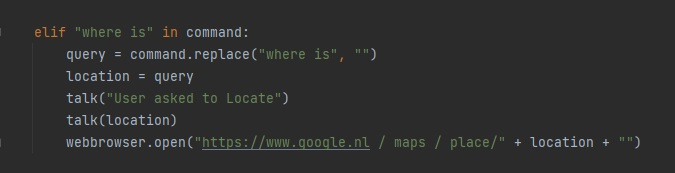 elif "where is" in command:
query = command.replace("where is", "")
location = query
talk("User asked to Locate")
talk(location)
webbrowser.open("https://www.google.nl / maps / place/" + location + "")